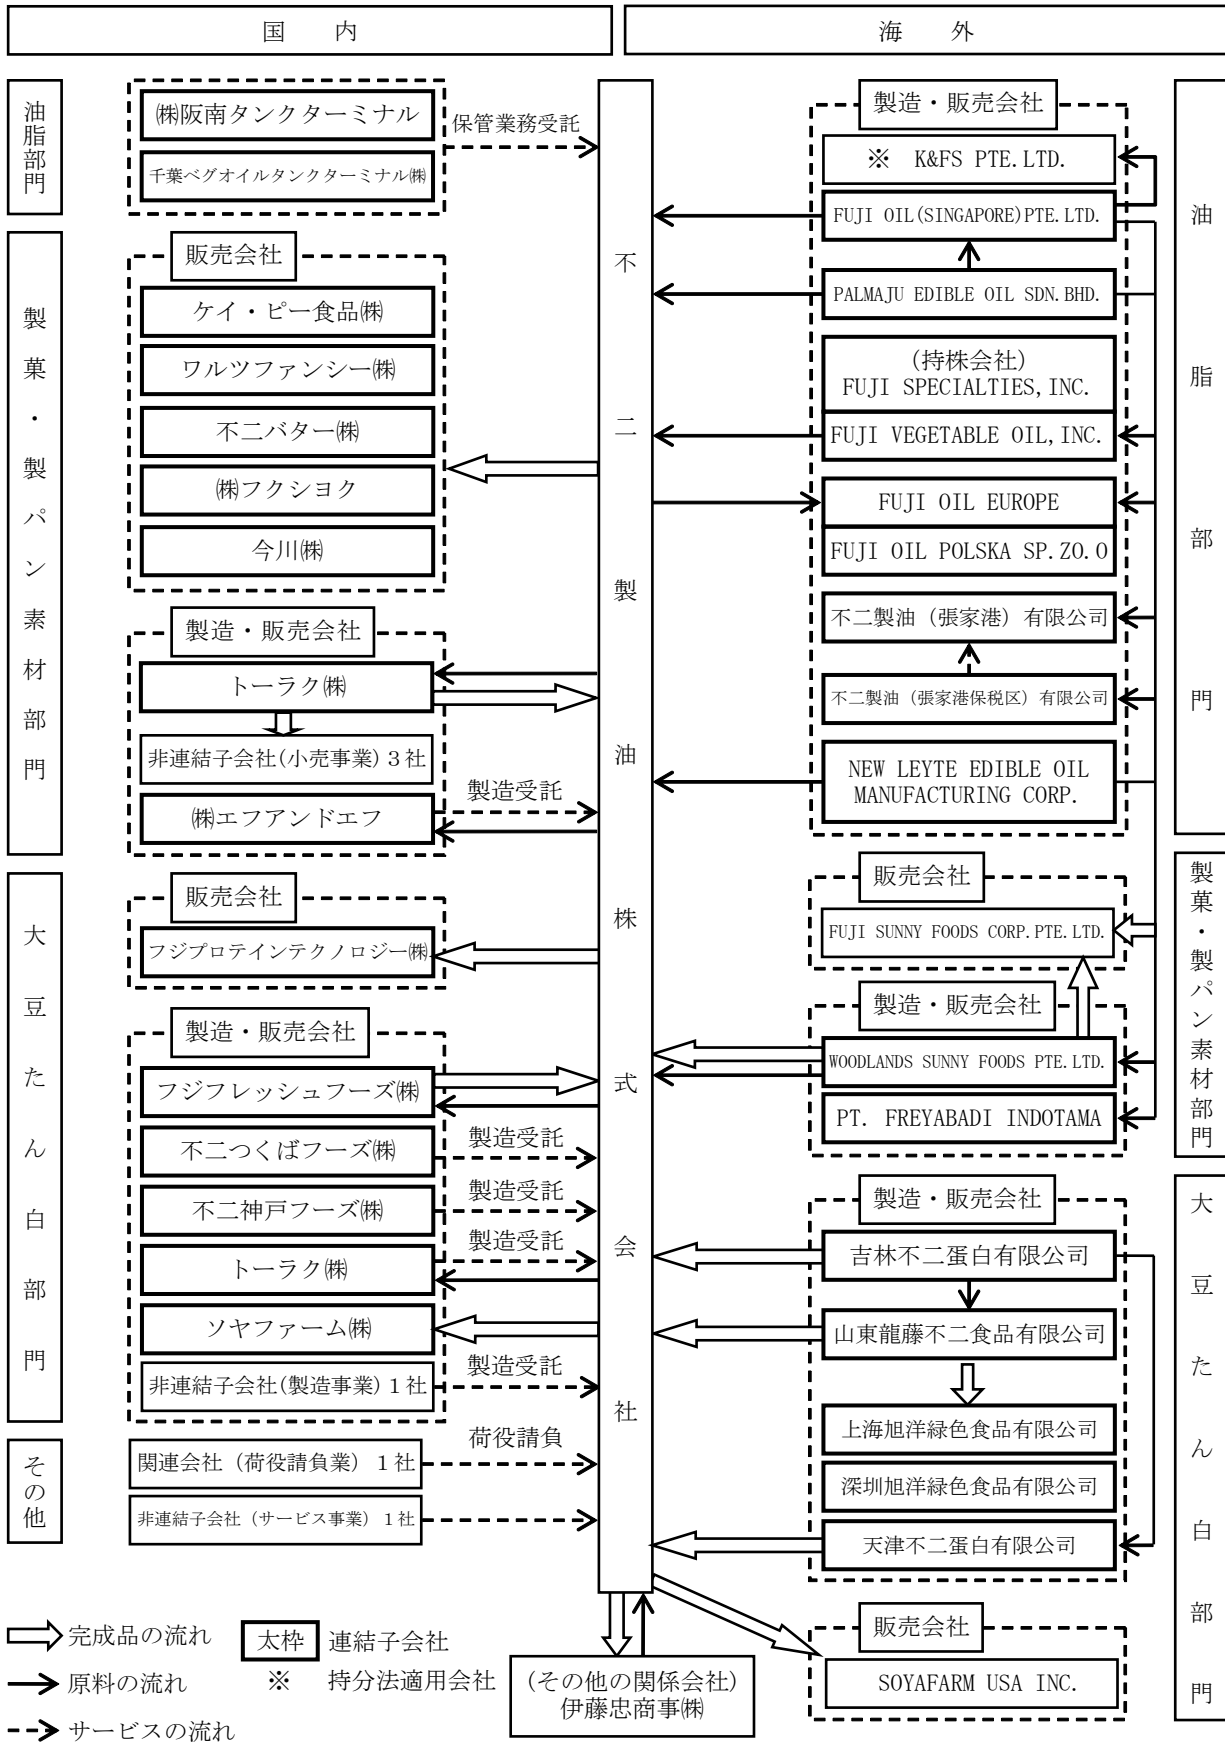 国　内
海　外
油脂部門
㈱阪南タンクターミナル
千葉ベグオイルタンクターミナル㈱
保管業務受託
製菓・製パン素材部門
販売会社
ケイ・ピー食品㈱
ワルツファンシー㈱
不二バター㈱
㈱フクシヨク
今川㈱
製造・販売会社
トーラク㈱
非連結子会社(小売事業)３社
㈱エフアンドエフ
製造受託
大豆たん白部門
販売会社
フジプロテインテクノロジー㈱
製造・販売会社
フジフレッシュフーズ㈱
不二つくばフーズ㈱
製造受託
不二神戸フーズ㈱
製造受託
トーラク㈱
製造受託
ソヤファーム㈱
非連結子会社(製造事業)１社
製造受託
その他
関連会社（荷役請負業）１社
荷役請負
非連結子会社（サービス事業）１社
不二製油株式会社
油脂部門
製造・販売会社
※　K&FS PTE.LTD.
FUJI OIL(SINGAPORE)PTE.LTD.
PALMAJU EDIBLE OIL SDN.BHD.
(持株会社)
FUJI SPECIALTIES,INC.
FUJI VEGETABLE OIL,INC.
FUJI OIL EUROPE
FUJI OIL POLSKA SP.ZO.O
不二製油（張家港）有限公司
不二製油（張家港保税区）有限公司
NEW LEYTE EDIBLE OIL
MANUFACTURING CORP.
製菓・製パン素材部門
販売会社
FUJI SUNNY FOODS CORP.PTE.LTD.
製造・販売会社
WOODLANDS SUNNY FOODS PTE.LTD.
PT. FREYABADI INDOTAMA
大豆たん白部門
製造・販売会社
吉林不二蛋白有限公司
山東龍藤不二食品有限公司
上海旭洋緑色食品有限公司
深圳旭洋緑色食品有限公司
天津不二蛋白有限公司
販売会社
SOYAFARM USA INC.
(その他の関係会社)
伊藤忠商事㈱
完成品の流れ
太枠　連結子会社
原料の流れ
※　持分法適用会社
サービスの流れ